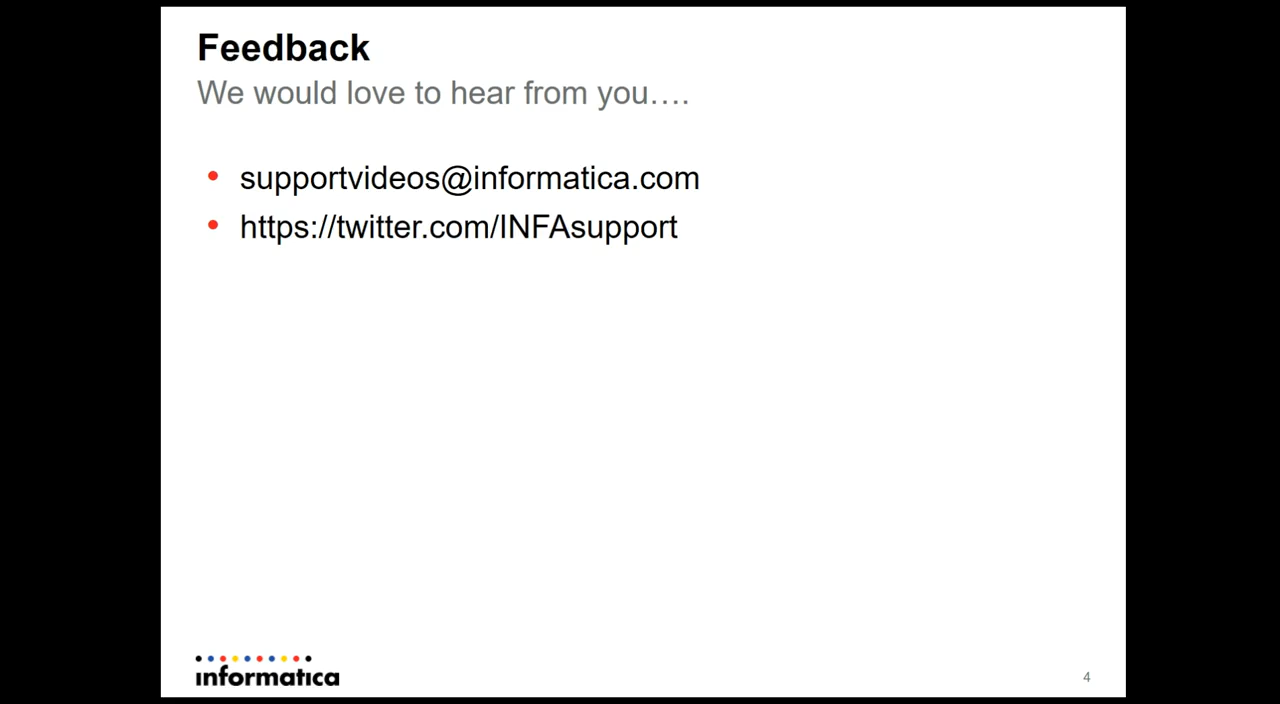 Feedback
We would love to hear from you….
• supportvideos@informatica.com
• https://twitter.com/INFAsupport
informatica
4